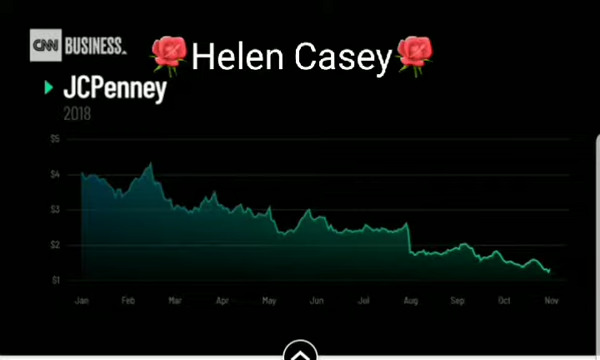 CNN BUSINESS
🌹Helen Casey🌹
JCPenney
2018
$5
$4
$3
$2
$1
Jan Feb Mar Apr May Jun Jul Aug Sep Oct Nov